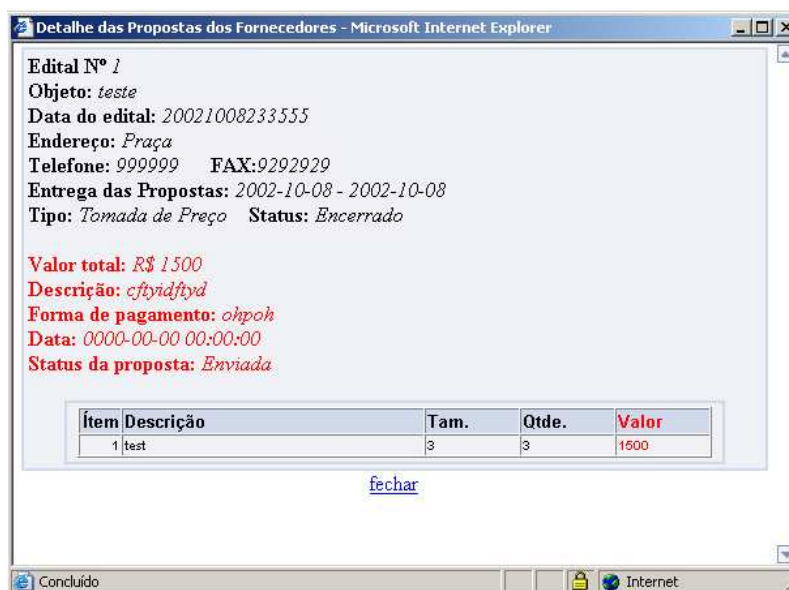 Detalhe das Propostas dos Fornecedores - Microsoft Internet Explorer
Edital Nº 1
Objeto: teste
Data do edital: 20021008233555
Endereço: Praça
Telefone: 999999 FAX:9292929
Entrega das Propostas: 2002-10-08 - 2002-10-08
Tipo: Tomada de Preço Status: Encerrado
Valor total: R$ 1500
Descrição: cftyidftyd
Forma de pagamento: ohpoh
Data: 0000-00-00 00:00:00
Status da proposta: Enviada
Ítem Descrição Tam. Qtde. Valor
1 test 3 3 1500
fechar
Concluído Internet